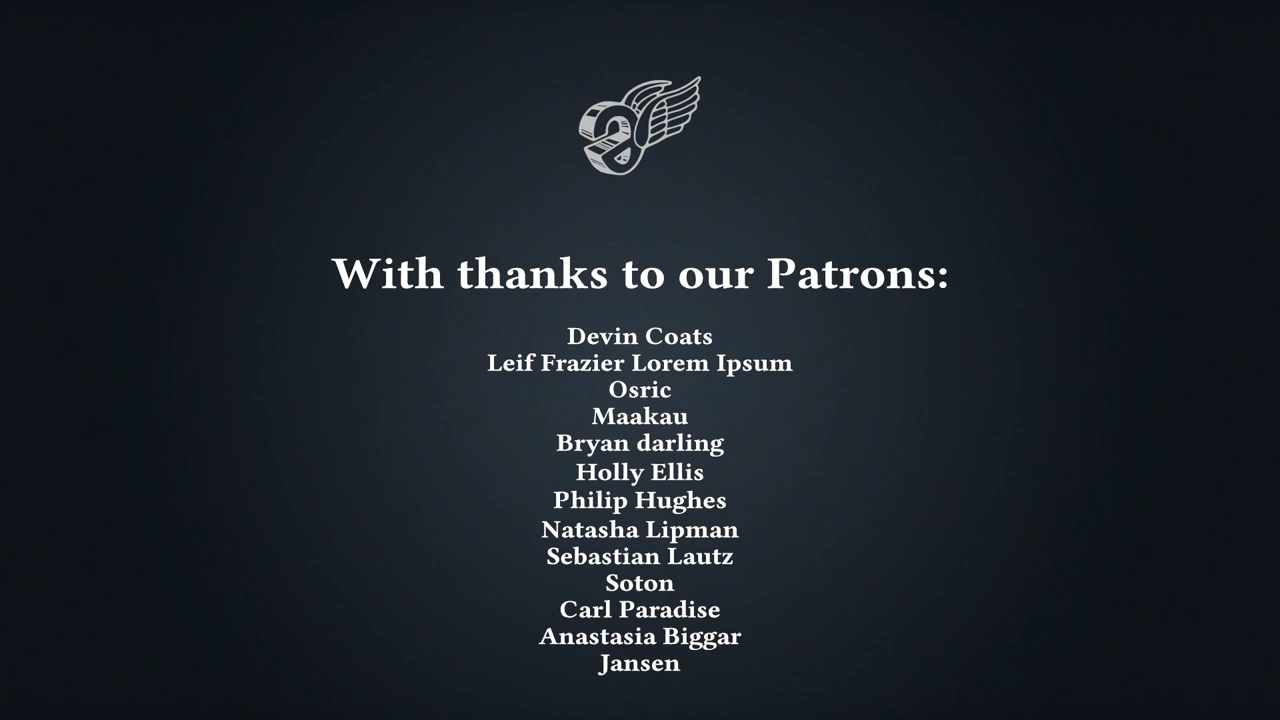 With thanks to our Patrons:
Devin Coats
Leif Frazier Lorem Ipsum
Osric
Maakau
Bryan darling
Holly Ellis
Philip Hughes
Natasha Lipman
Sebastian Lautz
Soton
Carl Paradise
Anastasia Biggar
Jansen